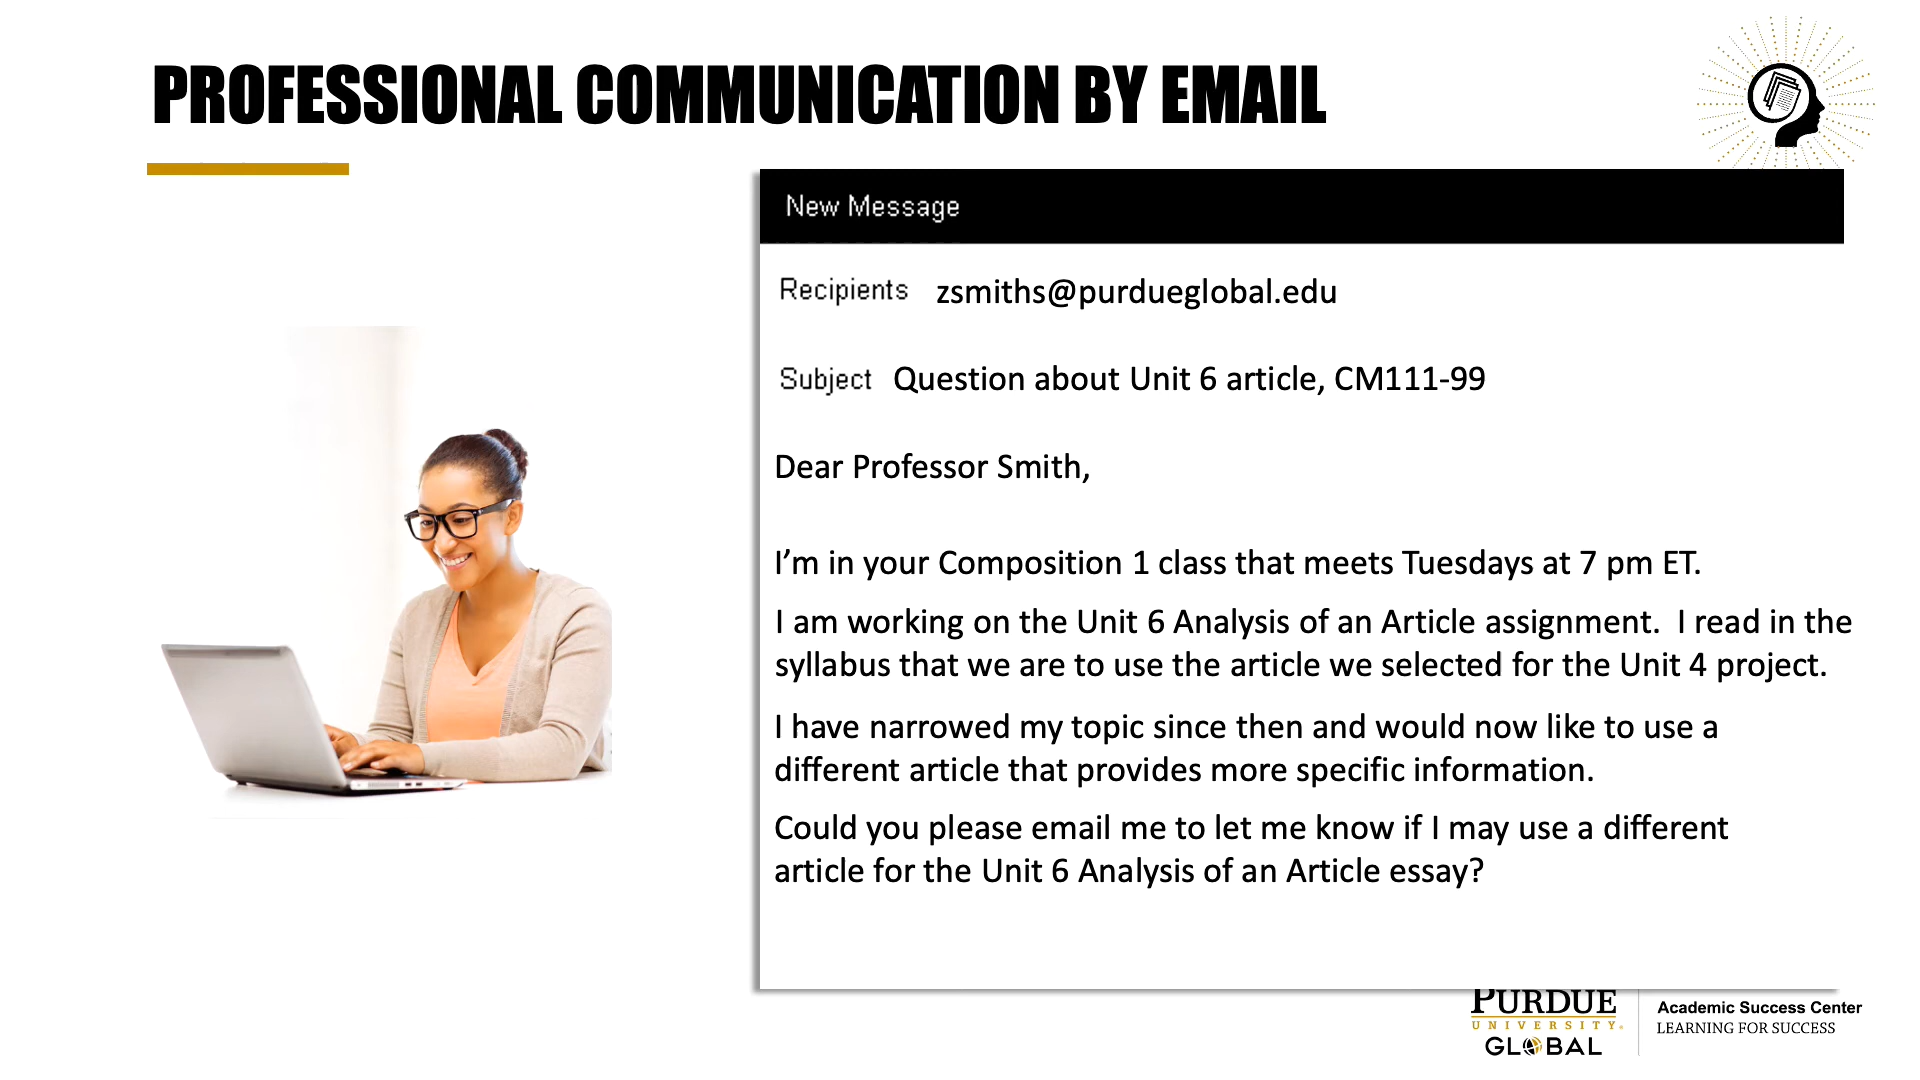 PROFESSIONAL COMMUNICATION BY EMAIL
New Message
Recipients zsmiths@purdueglobal.edu
Subject Question about Unit 6 article, CM111-99
Dear Professor Smith,
I’m in your Composition 1 class that meets Tuesdays at 7 pm ET.
I am working on the Unit 6 Analysis of an Article assignment.  I read in the
syllabus that we are to use the article we selected for the Unit 4 project.
I have narrowed my topic since then and would now like to use a
different article that provides more specific information.
Could you please email me to let me know if I may use a different
article for the Unit 6 Analysis of an Article essay?
PURDUE
UNIVERSITY
GLOBAL
Academic Success Center
LEARNING FOR SUCCESS